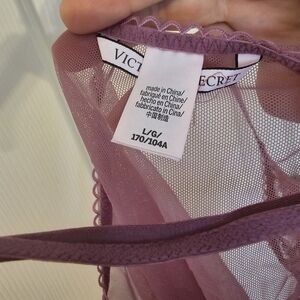 VICT ECRET
made in China/
fabriqué en Chine/
hecho en China/
fabbricato in Cina/
中国制造
L/G/
170/104A